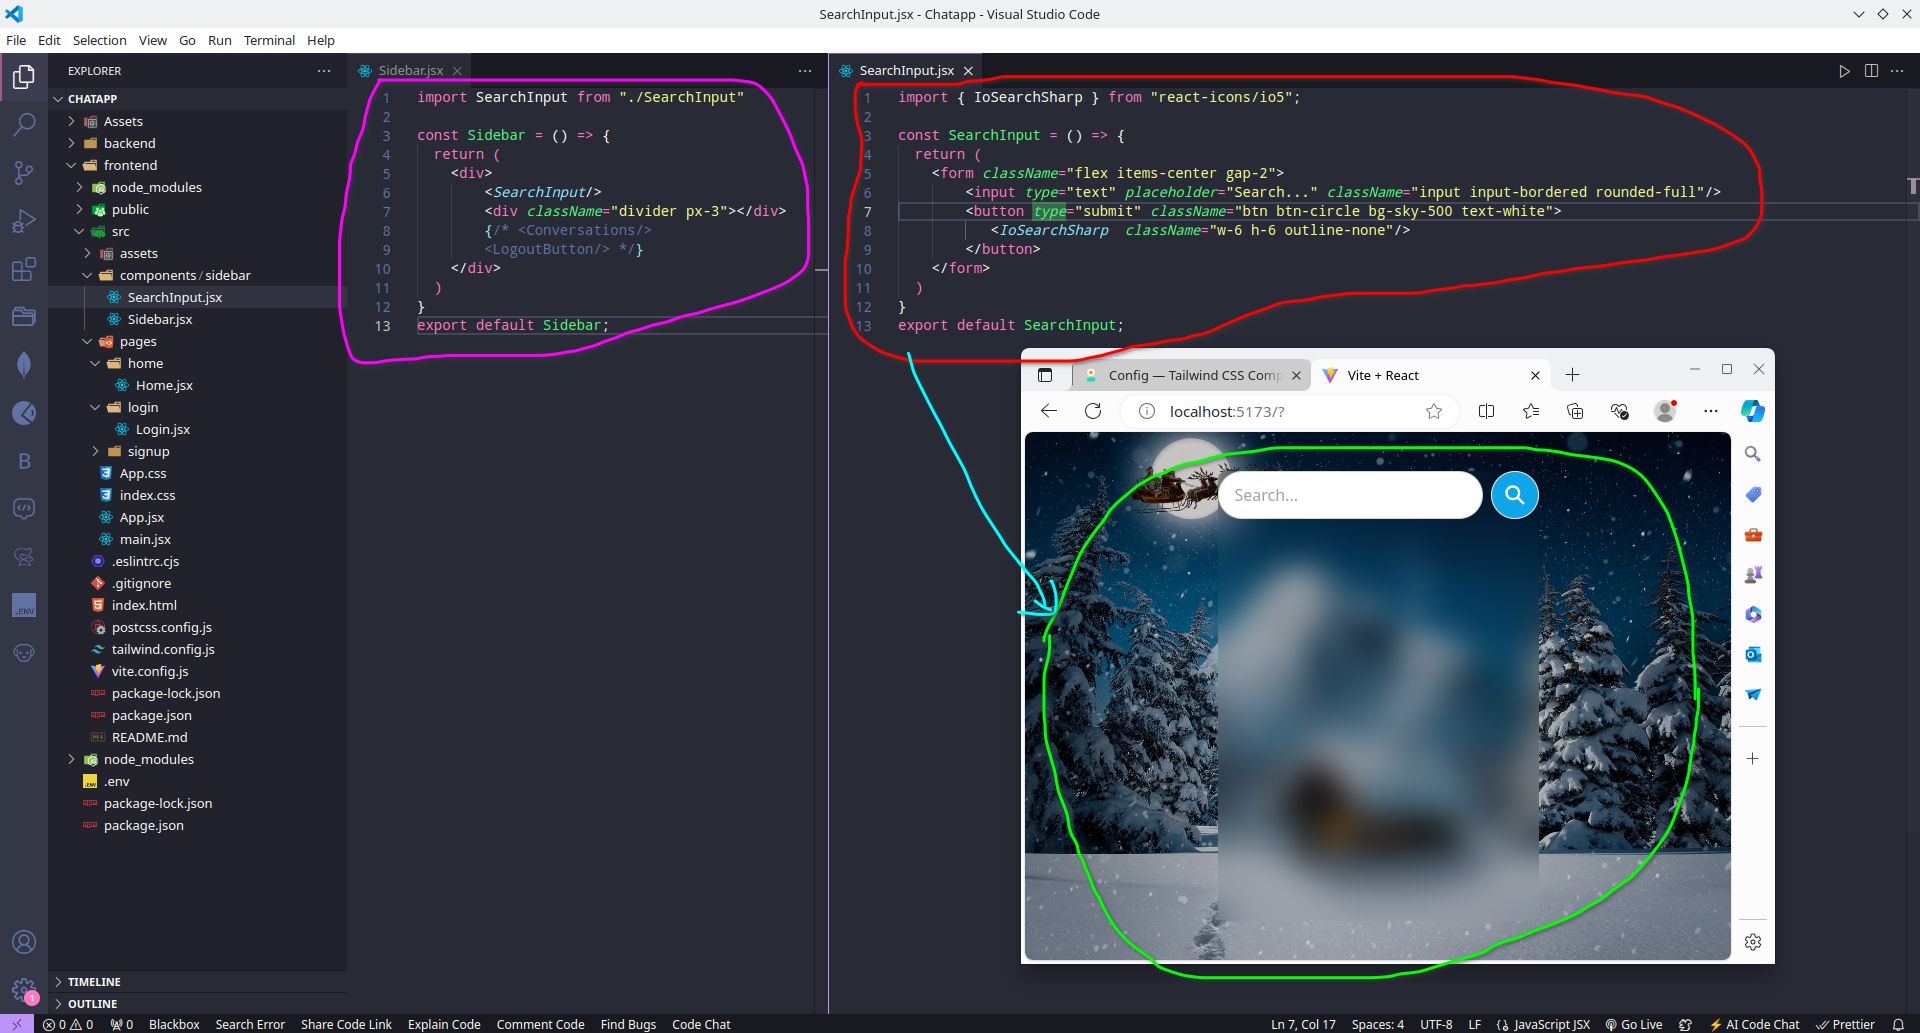 SearchInput.jsx - Chatapp - Visual Studio Code
File Edit Selection View Go Run Terminal Help
EXPLORER
CHATAPP
Assets
backend
frontend
node_modules
public
src
assets
components/sidebar
SearchInput.jsx
Sidebar.jsx
pages
home
Home.jsx
login
Login.jsx
signup
App.css
index.css
App.jsx
main.jsx
.eslintrc.cjs
.gitignore
index.html
postcss.config.js
tailwind.config.js
vite.config.js
package-lock.json
package.json
README.md
node_modules
.env
package-lock.json
package.json
TIMELINE
OUTLINE
B
.ENV
1
Sidebar.jsx
1 import SearchInput from "./SearchInput"
2
3 const Sidebar = () => {
4 return (
5 <div>
6 <SearchInput/>
7 <div className="divider px-3"></div>
8 {/* <Conversations/>
9 <LogoutButton/> */}
10 </div>
11 )
12 }
13 export default Sidebar;
SearchInput.jsx
1 import { IoSearchSharp } from "react-icons/io5";
2
3 const SearchInput = () => {
4 return (
5 <form className="flex items-center gap-2">
6 <input type="text" placeholder="Search..." className="input input-bordered rounded-full"/>
7 <button type="submit" className="btn btn-circle bg-sky-500 text-white">
8 <IoSearchSharp className="w-6 h-6 outline-none"/>
9 </button>
10 </form>
11 )
12 }
13 export default SearchInput;
Config — Tailwind CSS Comp
Vite + React
localhost:5173/?
Search...
0 0 0 Blackbox Search Error Share Code Link Explain Code Comment Code Find Bugs Code Chat
Ln 7, Col 17 Spaces: 4 UTF-8 LF JavaScript JSX Go Live AI Code Chat Prettier